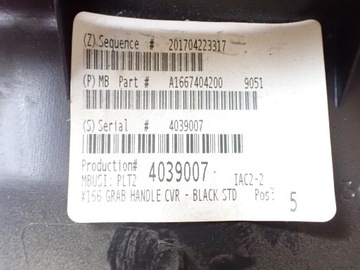 (Z) Sequence # 201704223317
(P) MB Part # A1667404200 9051
(S) Serial # 4039007
Production# 4039007
MBUSI: PLT2 IAC2-2
X166 GRAB HANDLE CVR - BLACK STD Pos: 5